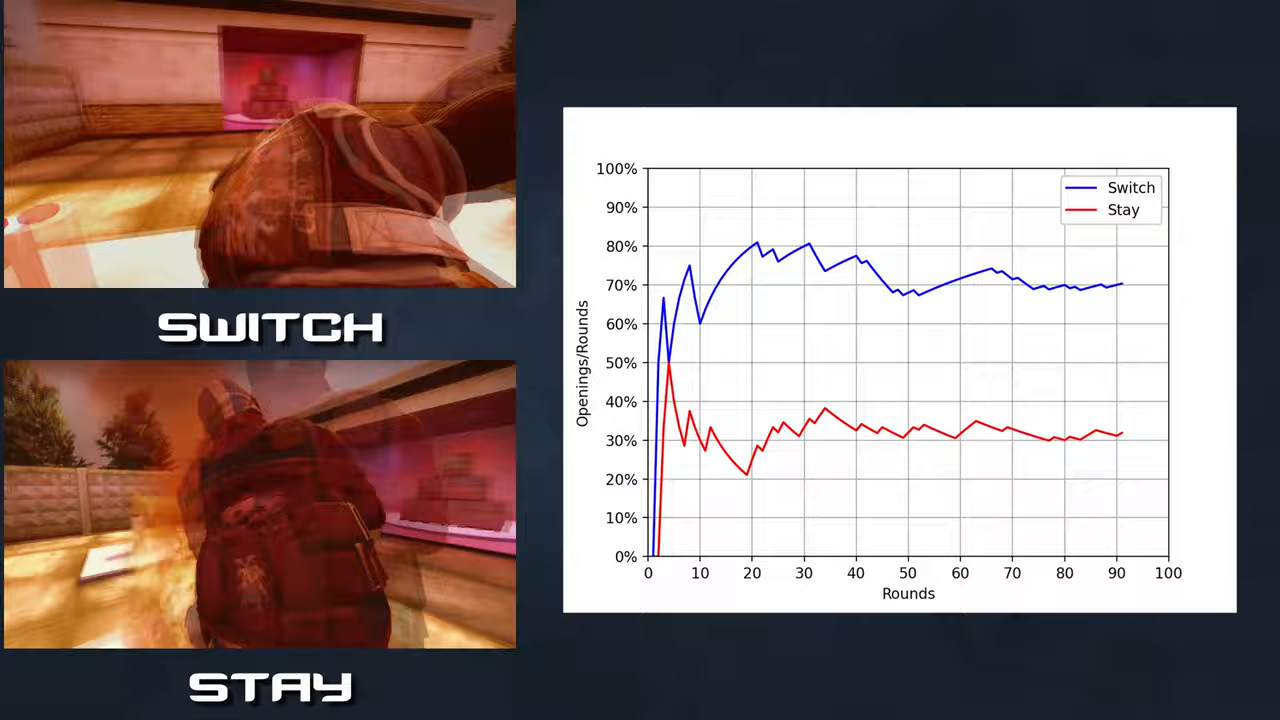 SWITCH
STAY
100%
90%
80%
70%
60%
50%
40%
30%
20%
10%
0%
Openings/Rounds
0 10 20 30 40 50 60 70 80 90 100
Rounds
Switch
Stay